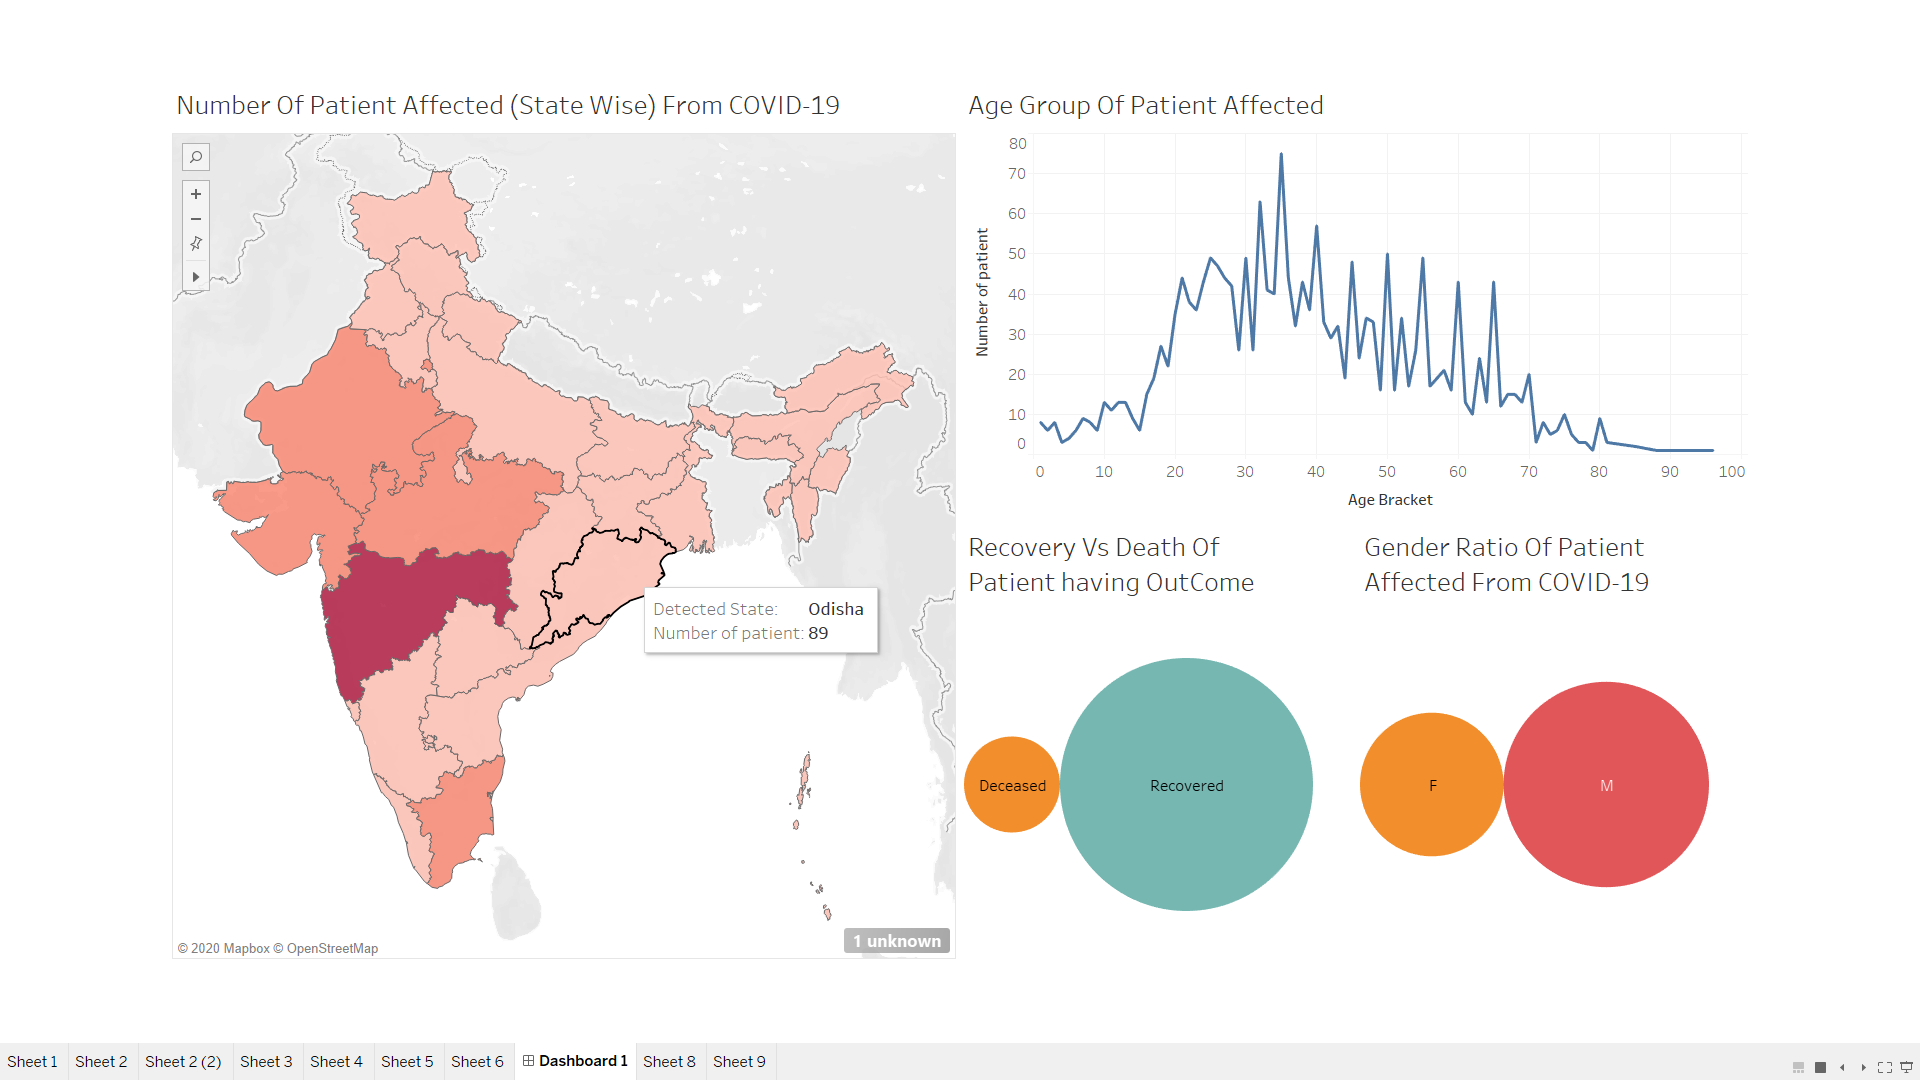 Number Of Patient Affected (State Wise) From COVID-19
Detected State: Odisha
Number of patient: 89
© 2020 Mapbox © OpenStreetMap
1 unknown
Age Group Of Patient Affected
80
70
60
50
40
30
20
10
0
Number of patient
0 10 20 30 40 50 60 70 80 90 100
Age Bracket
Recovery Vs Death Of
Patient having OutCome
Deceased
Recovered
Gender Ratio Of Patient
Affected From COVID-19
F
M
Sheet 1 Sheet 2 Sheet 2 (2) Sheet 3 Sheet 4 Sheet 5 Sheet 6 Dashboard 1 Sheet 8 Sheet 9